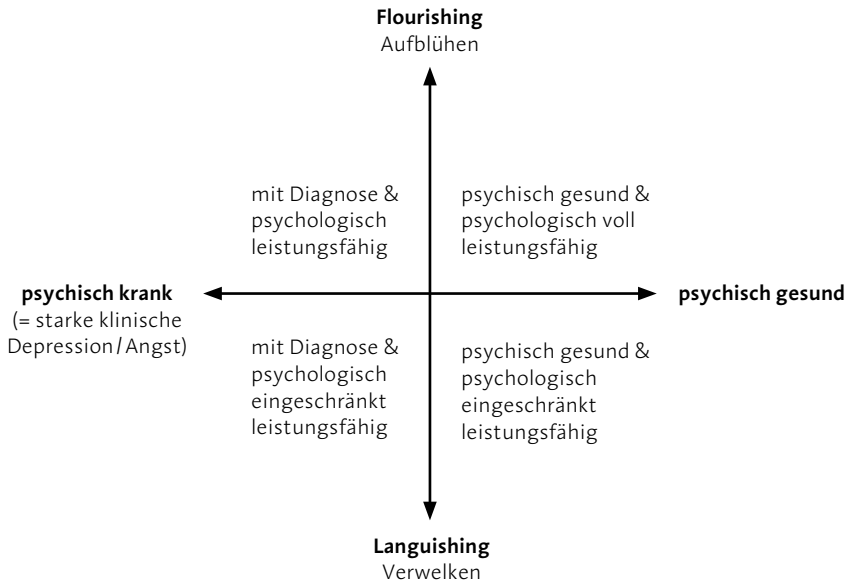 Flourishing
Aufblühen
mit Diagnose &
psychologisch
leistungsfähig
psychisch gesund &
psychologisch voll
leistungsfähig
psychisch krank
(= starke klinische
Depression / Angst)
psychisch gesund
mit Diagnose &
psychologisch
eingeschränkt
leistungsfähig
psychisch gesund &
psychologisch
eingeschränkt
leistungsfähig
Languishing
Verwelken